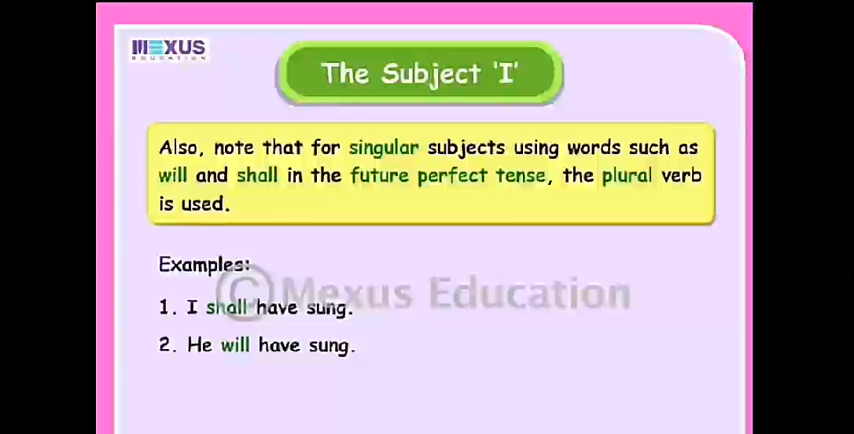 MEXUS
EDUCATION
The Subject 'I'
Also, note that for singular subjects using words such as
will and shall in the future perfect tense, the plural verb
is used.
Examples:
© Mexus Education
1. I shall have sung.
2. He will have sung.